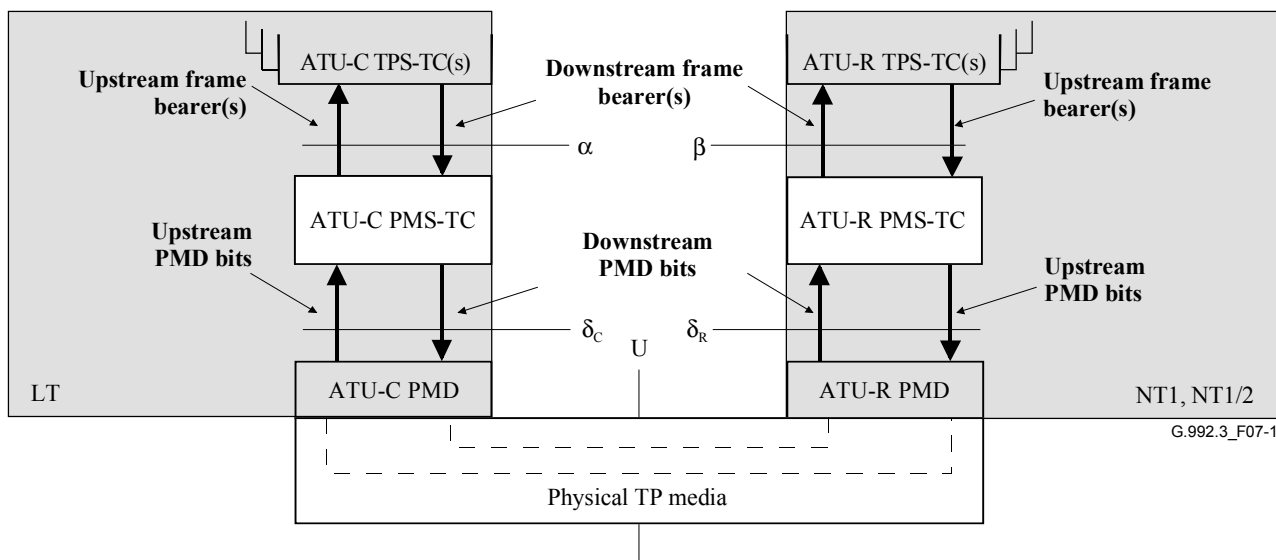 ATU-C TPS-TC(s)
ATU-R TPS-TC(s)
Upstream frame
bearer(s)
Downstream frame
bearer(s)
Upstream frame
bearer(s)
α
β
ATU-C PMS-TC
ATU-R PMS-TC
Upstream
PMD bits
Downstream
PMD bits
Upstream
PMD bits
δC
δR
U
LT
ATU-C PMD
ATU-R PMD
NT1, NT1/2
G.992.3_F07-1
Physical TP media